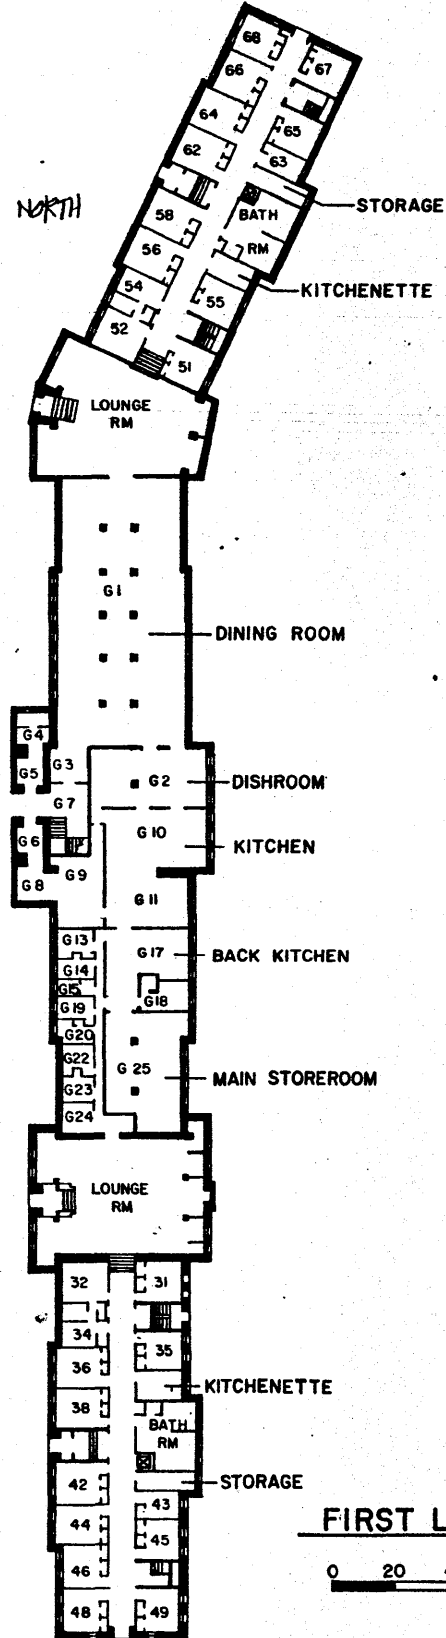 68
67
66
64
65
62
63
NORTH
STORAGE
58
BATH
RM
56
KITCHENETTE
54
55
52
51
LOUNGE
RM
G1
DINING ROOM
G4
G3
G5
G2
DISHROOM
G7
G6
G10
KITCHEN
G9
G8
G11
G13
G17
BACK KITCHEN
G14
G15
G18
G19
G20
G22
G25
MAIN STOREROOM
G23
G24
LOUNGE
RM
32
31
34
35
36
KITCHENETTE
38
BATH
RM
42
STORAGE
43
44
45
FIRST L
46
0 20 4
48
49